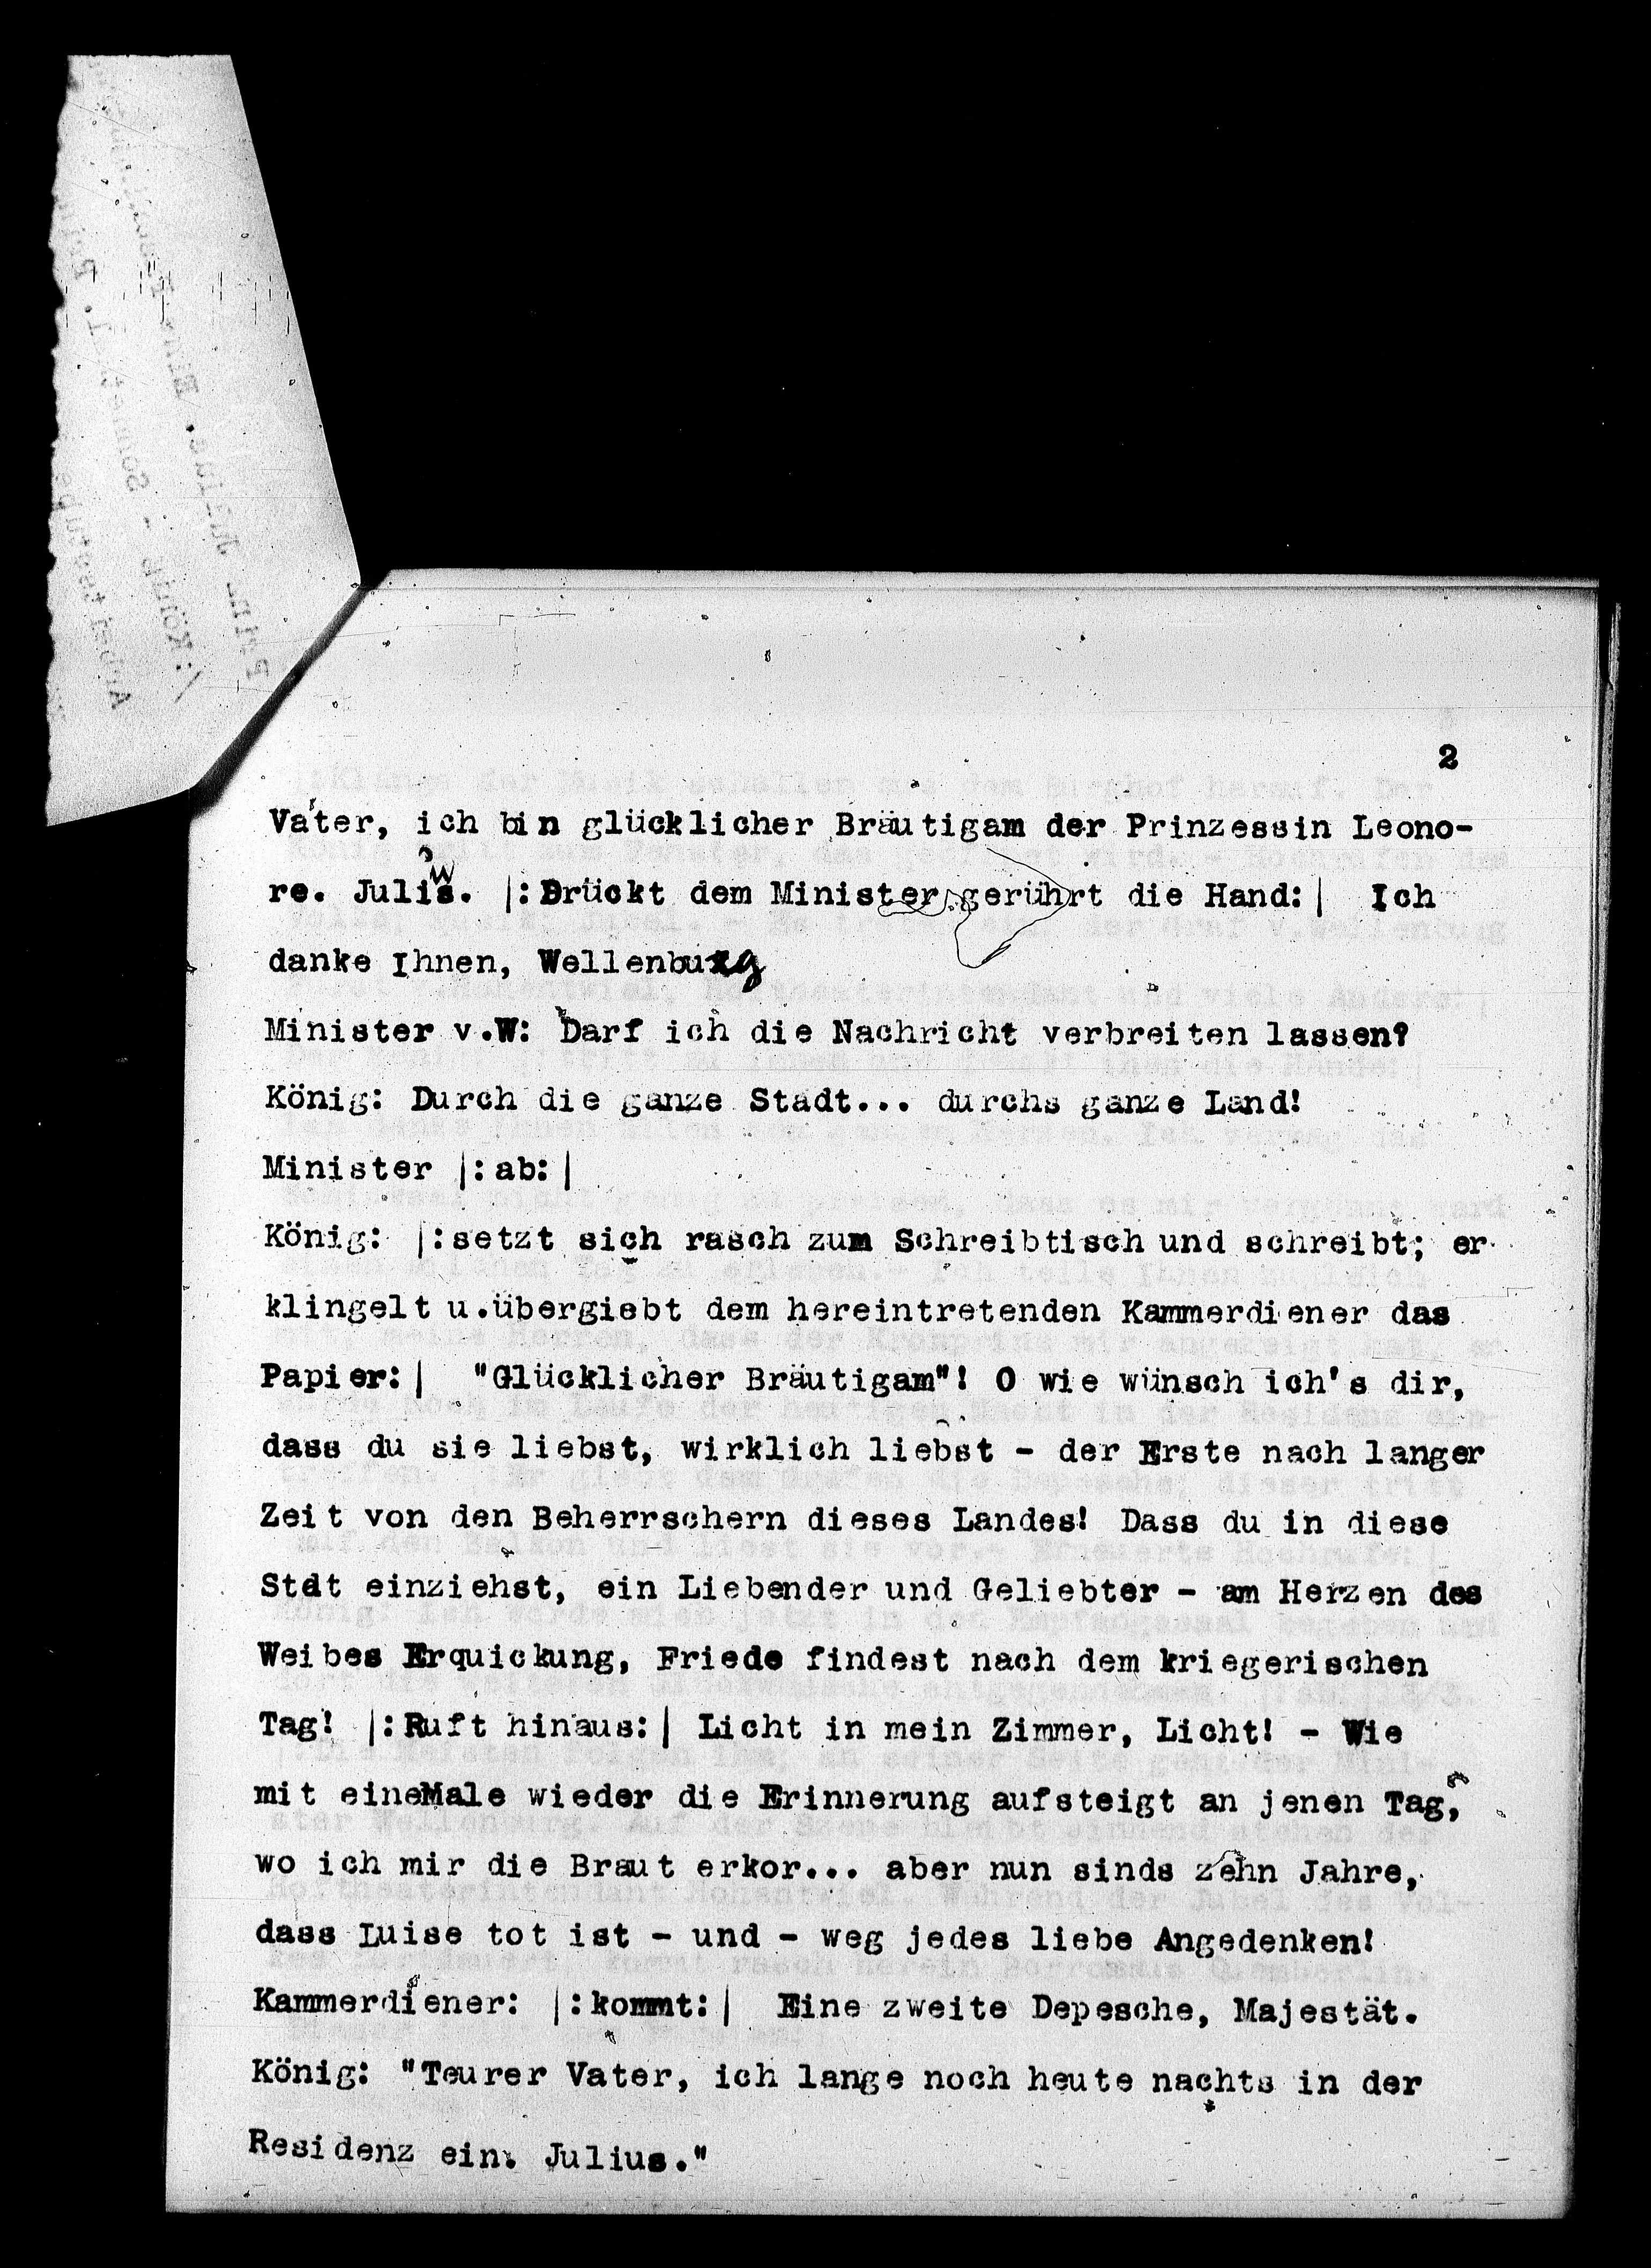 2
Vater, ich bin glücklicher Bräutigam der Prinzessin Leono-
re. Julius. |:Drückt dem Minister gerührt die Hand:| Ich
danke Ihnen, Wellenburg
Minister v.W: Darf ich die Nachricht verbreiten lassen?
König: Durch die ganze Stadt... durchs ganze Land!
Minister |:ab:|
König: |:setzt sich rasch zum Schreibtisch und schreibt; er
klingelt u.übergiebt dem hereintretenden Kammerdiener das
Papier:| "Glücklicher Bräutigam"! O wie wünsch ich's dir,
dass du sie liebst, wirklich liebst - der Erste nach langer
Zeit von den Beherrschern dieses Landes! Dass du in diese
Stdt einziehst, ein Liebender und Geliebter - am Herzen des
Weibes Erquickung, Friede findest nach dem kriegerischen
Tag! |:Ruft hinaus:| Licht in mein Zimmer, Licht! - Wie
mit eineMale wieder die Erinnerung aufsteigt an jenen Tag,
wo ich mir die Braut erkor... aber nun sinds zehn Jahre,
dass Luise tot ist - und - weg jedes liebe Angedenken!
Kammerdiener: |:kommt:| Eine zweite Depesche, Majestät.
König: "Teurer Vater, ich lange noch heute nachts in der
Residenz ein. Julius."